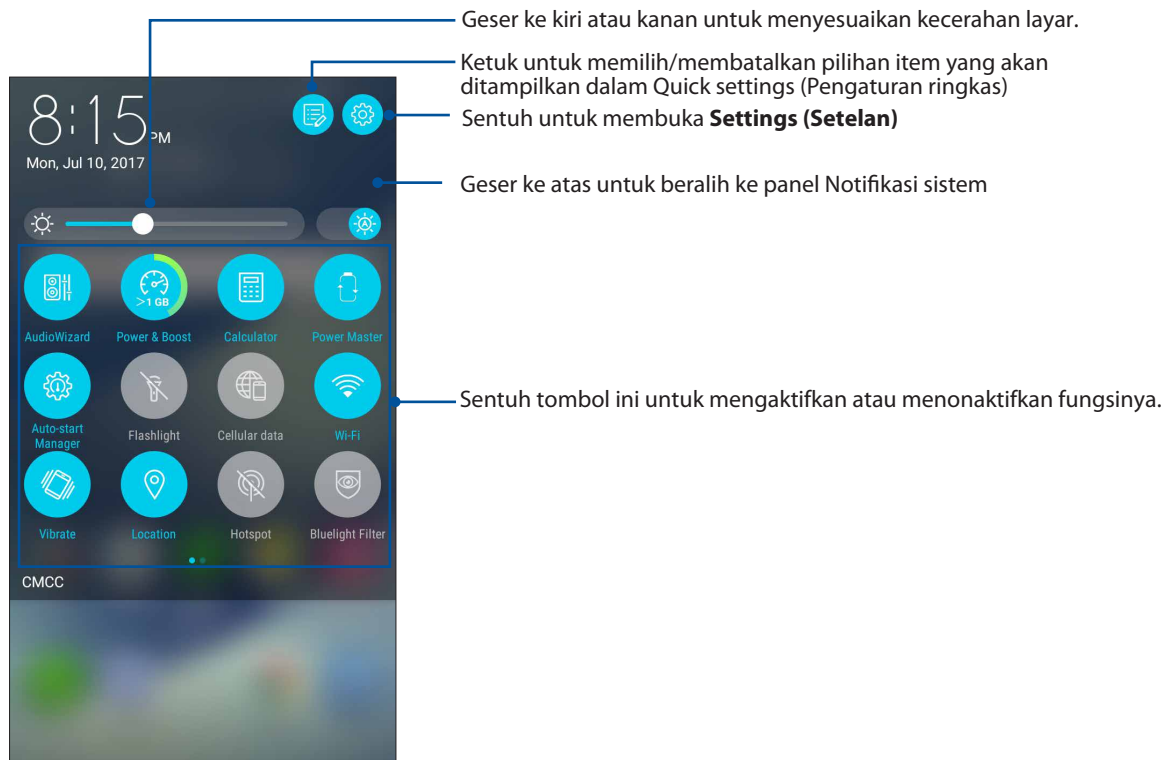 Geser ke kiri atau kanan untuk menyesuaikan kecerahan layar.
Ketuk untuk memilih/membatalkan pilihan item yang akan
ditampilkan dalam Quick settings (Pengaturan ringkas)
Sentuh untuk membuka Settings (Setelan)
Geser ke atas untuk beralih ke panel Notifikasi sistem
Sentuh tombol ini untuk mengaktifkan atau menonaktifkan fungsinya.
8:15 PM
Mon, Jul 10, 2017
A
>1 GB
AudioWizard Power & Boost Calculator Power Master
Auto-start
Manager
Flashlight Cellular data Wi-Fi
Vibrate Location Hotspot Bluelight Filter
CMCC